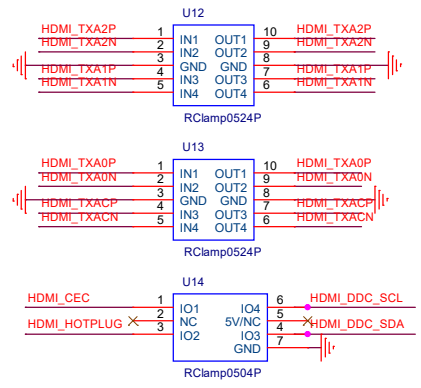 U12
HDMI_TXA2P 1 IN1 OUT1 10 HDMI_TXA2P
HDMI_TXA2N 2 IN2 OUT2 9 HDMI_TXA2N
3 GND GND 8
HDMI_TXA1P 4 IN3 OUT3 7 HDMI_TXA1P
HDMI_TXA1N 5 IN4 OUT4 6 HDMI_TXA1N
RClamp0524P
U13
HDMI_TXA0P 1 IN1 OUT1 10 HDMI_TXA0P
HDMI_TXA0N 2 IN2 OUT2 9 HDMI_TXA0N
3 GND GND 8
HDMI_TXACP 4 IN3 OUT3 7 HDMI_TXACP
HDMI_TXACN 5 IN4 OUT4 6 HDMI_TXACN
RClamp0524P
U14
HDMI_CEC 1 IO1 IO4 6 HDMI_DDC_SCL
2 NC 5V/NC 5
HDMI_HOTPLUG 3 IO2 IO3 4 HDMI_DDC_SDA
GND 7
RClamp0504P